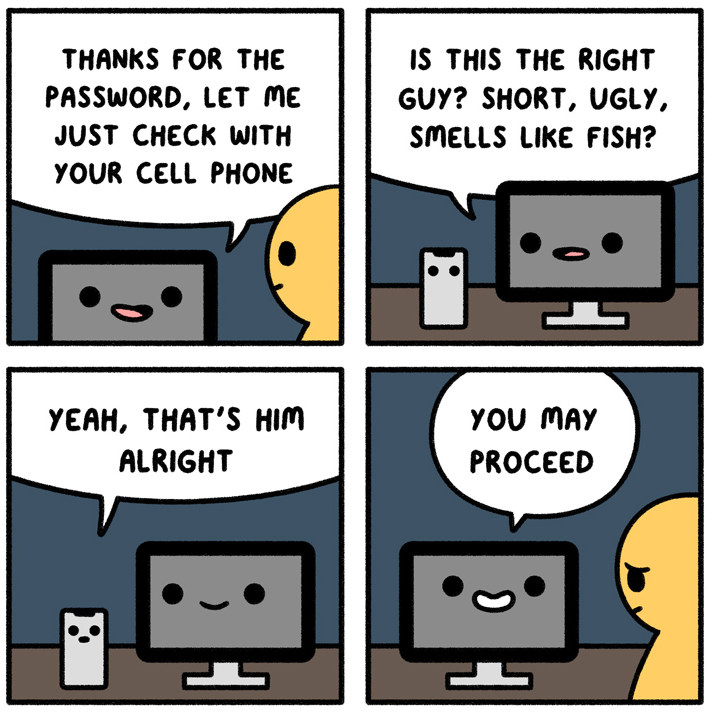 THANKS FOR THE
PASSWORD, LET ME
JUST CHECK WITH
YOUR CELL PHONE
IS THIS THE RIGHT
GUY? SHORT, UGLY,
SMELLS LIKE FISH?
YEAH, THAT'S HIM
ALRIGHT
YOU MAY
PROCEED